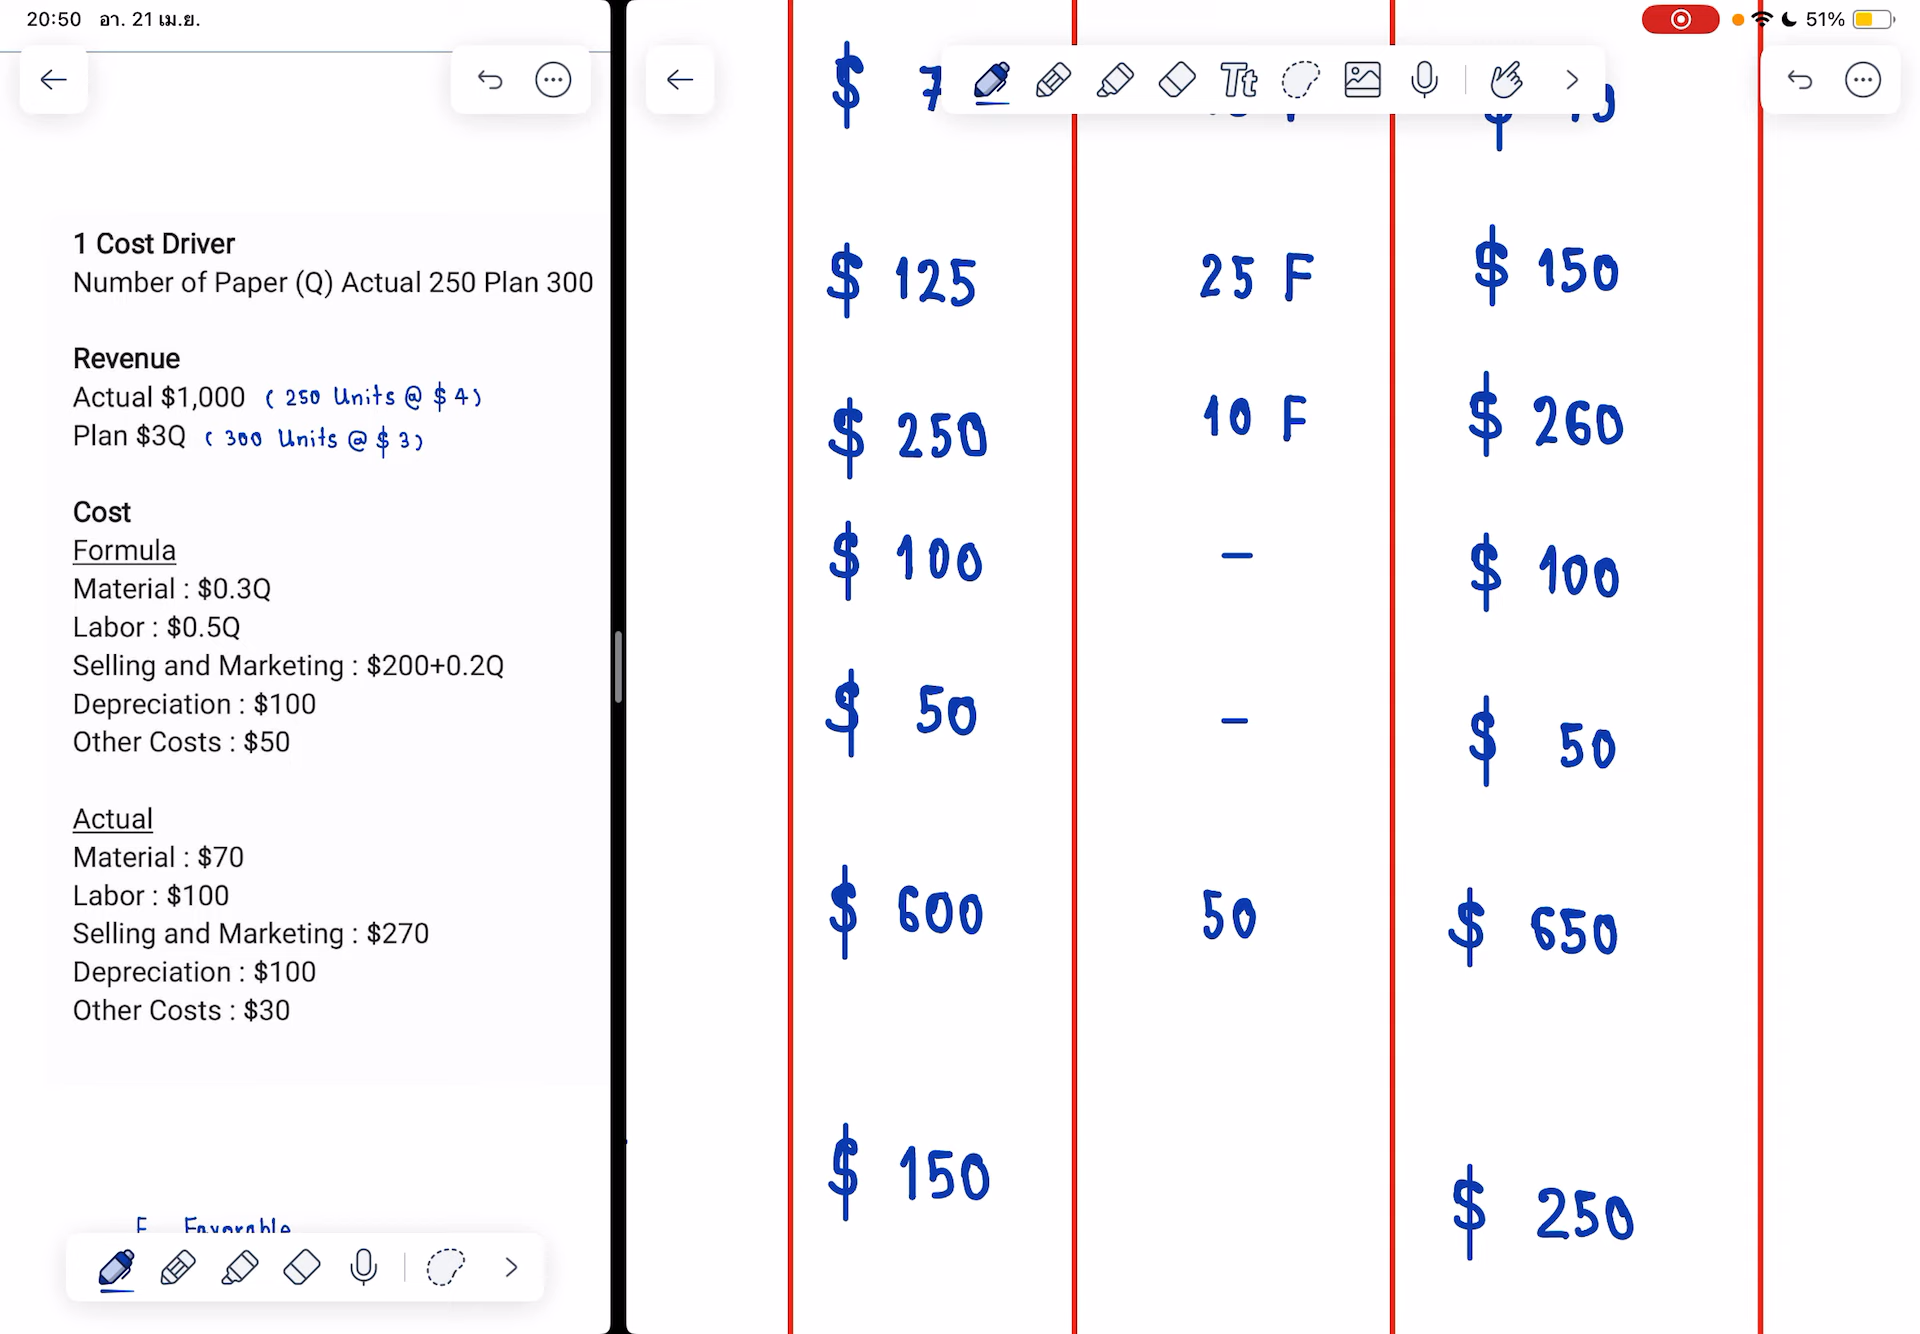 20:50 อา. 21 เม.ย.
51%
1 Cost Driver
Number of Paper (Q) Actual 250 Plan 300
Revenue
Actual $1,000 ( 250 Units @ $ 4 )
Plan $3Q ( 300 Units @ $ 3 )
Cost
Formula
Material : $0.3Q
Labor : $0.5Q
Selling and Marketing : $200+0.2Q
Depreciation : $100
Other Costs : $50
Actual
Material : $70
Labor : $100
Selling and Marketing : $270
Depreciation : $100
Other Costs : $30
F Favorable
Tt
$ 7
$
$ 125 25 F $ 150
$ 250 10 F $ 260
$ 100 – $ 100
$ 50 – $ 50
$ 600 50 $ 650
$ 150 $ 250